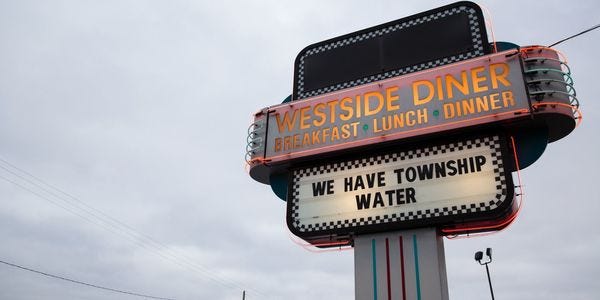 WESTSIDE DINER
BREAKFAST • LUNCH • DINNER
WE HAVE TOWNSHIP
WATER